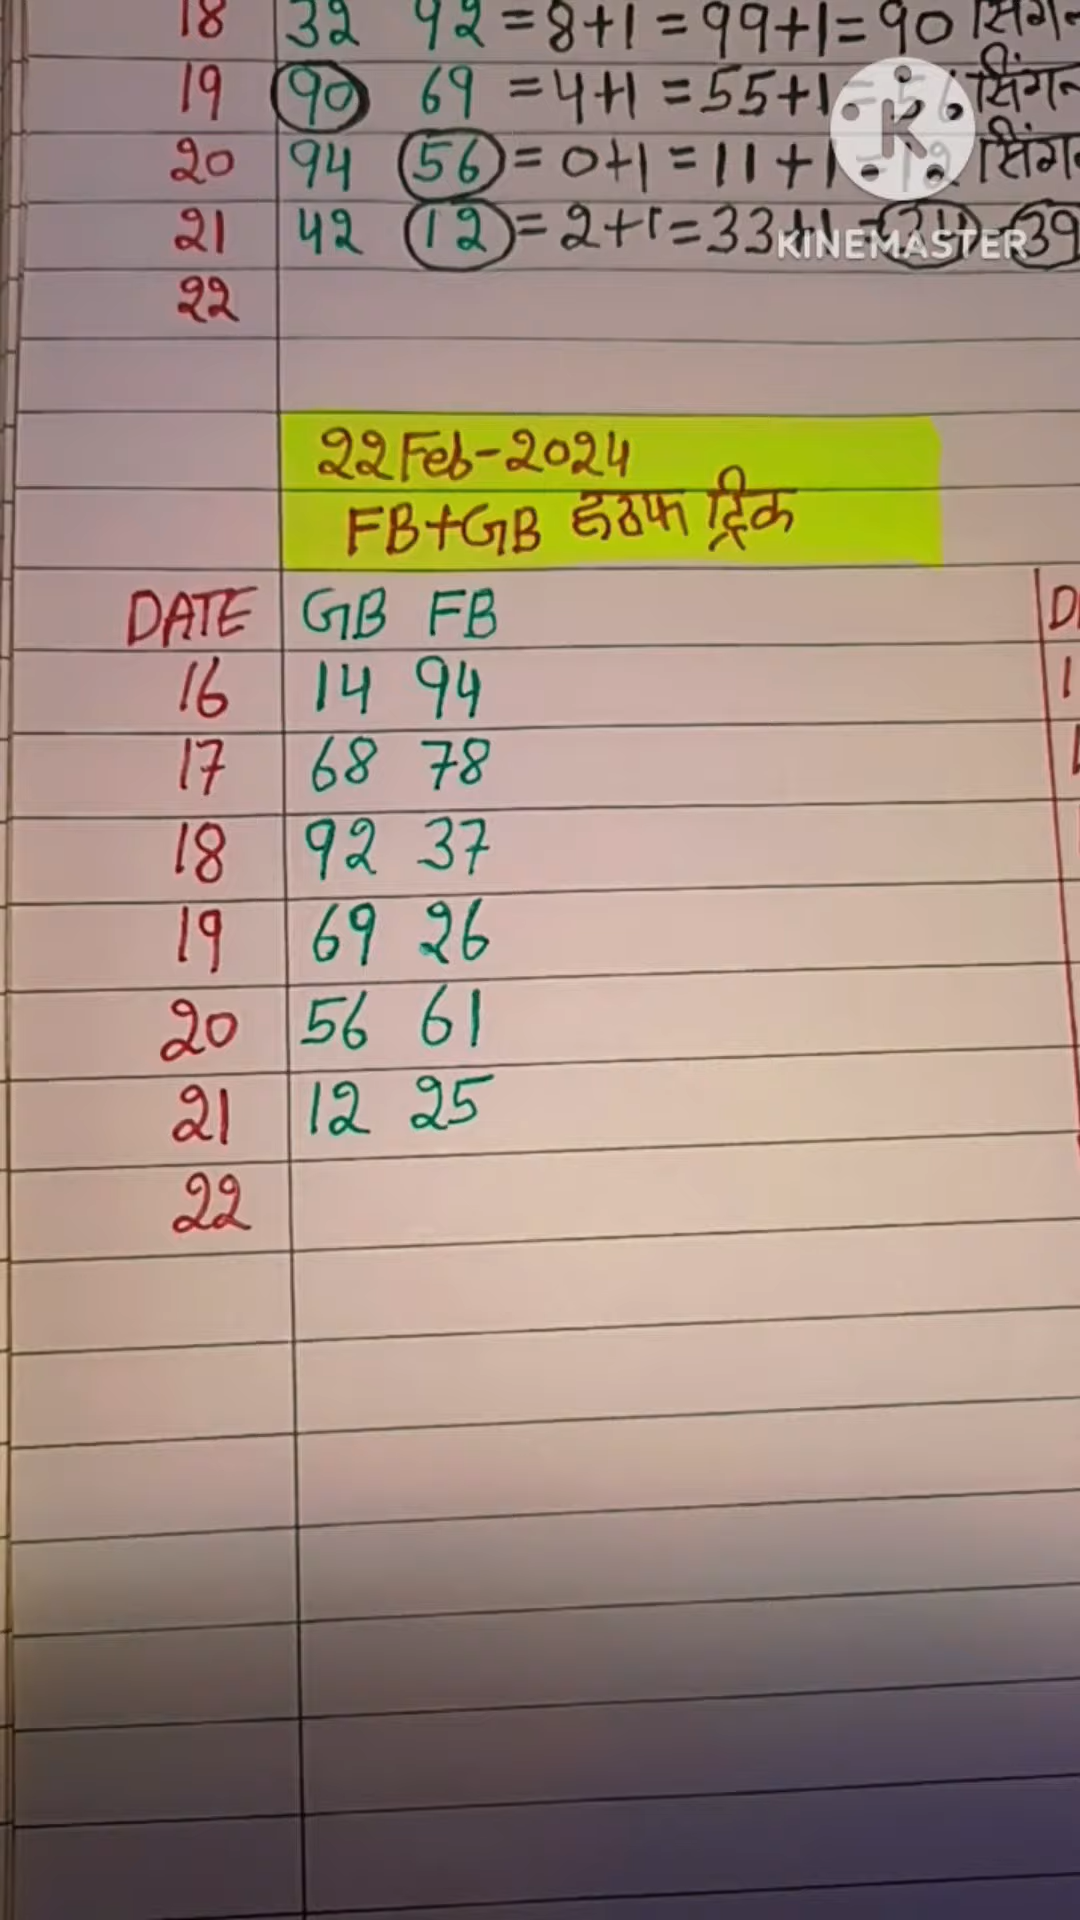 18 32 92 = 8+1 = 99+1 = 90
19 90 69 = 4+1 = 55+1 =
20 94 56 = 0+1 = 11+1 = 12
21 42 12 = 2+1 = 33+1 = 34 - 39
KINEMASTER
22
22 Feb-2024
FB+GB हरुफ ट्रिक
DATE GB FB
16 14 94
17 68 78
18 92 37
19 69 26
20 56 61
21 12 25
22